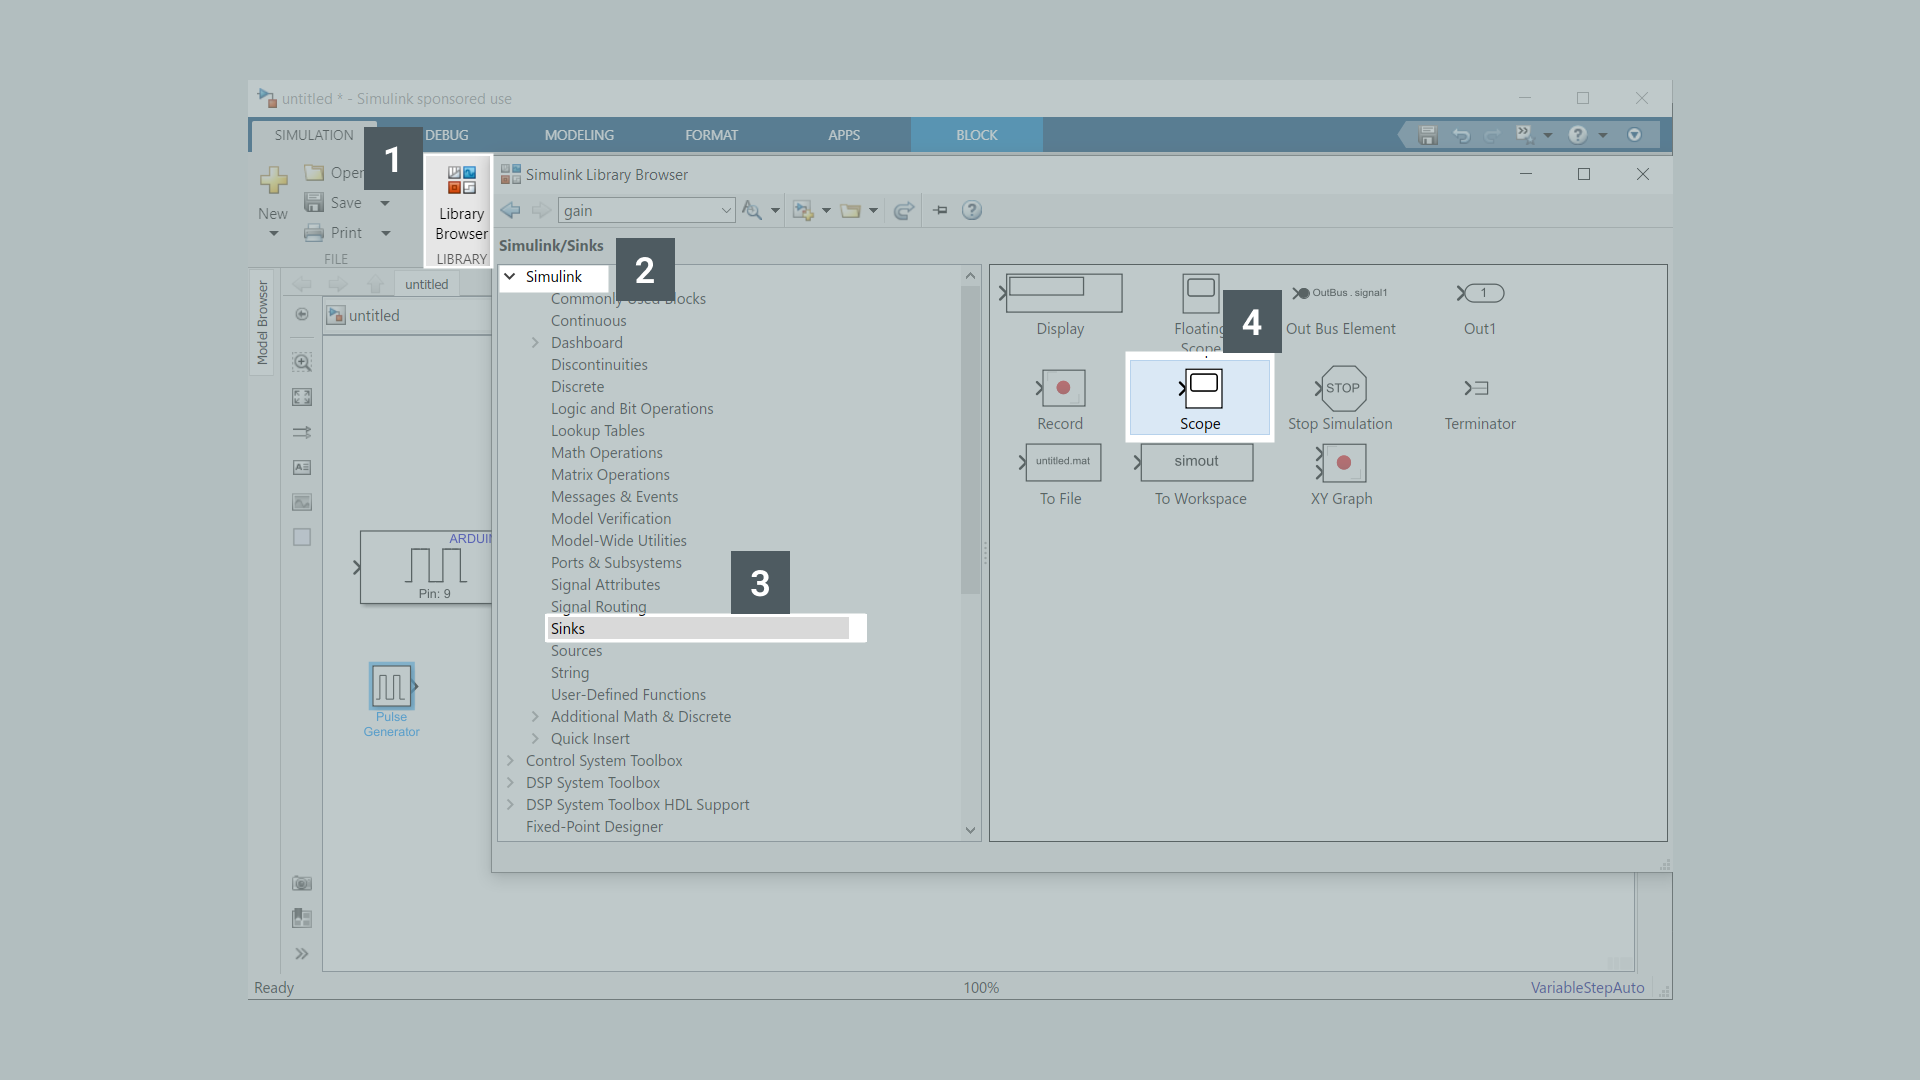 untitled * - Simulink sponsored use
SIMULATION
DEBUG
MODELING
FORMAT
APPS
BLOCK
1
New
Save
Print
FILE
Library
Browser
LIBRARY
Simulink Library Browser
gain
Simulink/Sinks
2
Simulink
Commonly Used Blocks
Continuous
Dashboard
Discontinuities
Discrete
Logic and Bit Operations
Lookup Tables
Math Operations
Matrix Operations
Messages & Events
Model Verification
Model-Wide Utilities
Ports & Subsystems
Signal Attributes
Signal Routing
3
Sinks
Sources
String
User-Defined Functions
Additional Math & Discrete
Quick Insert
Control System Toolbox
DSP System Toolbox
DSP System Toolbox HDL Support
Fixed-Point Designer
Display
Floating
Scope
4
OutBus . signal1
Out Bus Element
1
Out1
Record
Scope
STOP
Stop Simulation
Terminator
untitled.mat
To File
simout
To Workspace
XY Graph
Model Browser
untitled
untitled
Pin: 9
Pulse
Generator
Ready
100%
VariableStepAuto